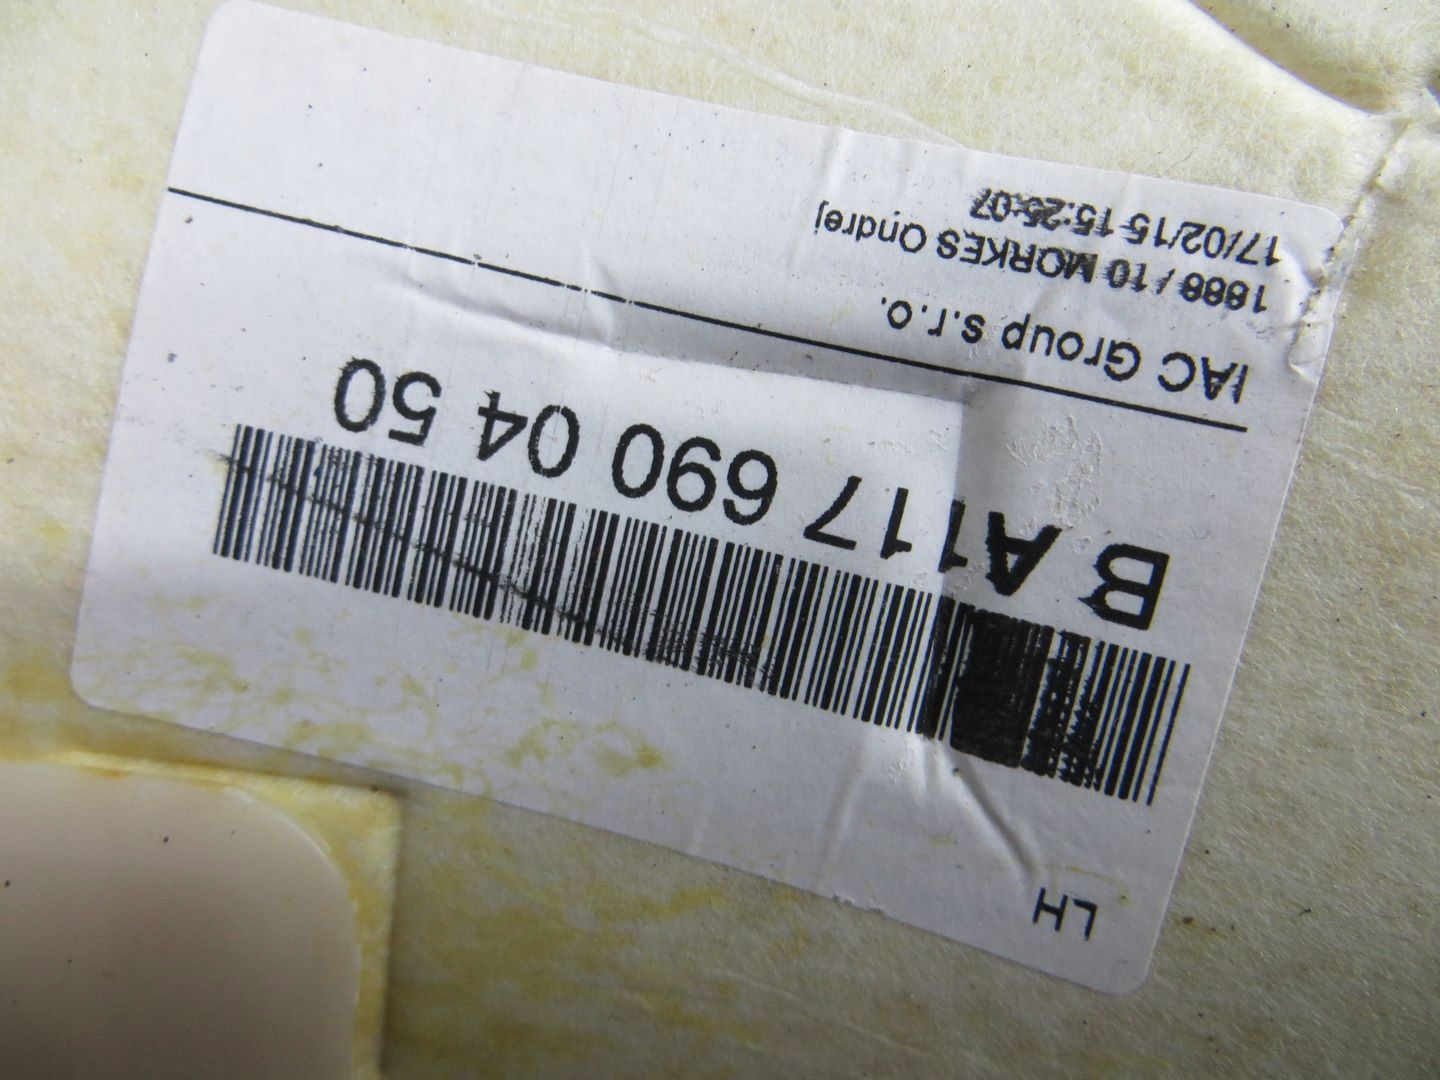 LH
B A117 690 04 50
IAC Group s.r.o.
1888 / 10 MORKES Ondrej
17/02/15 15:25:07